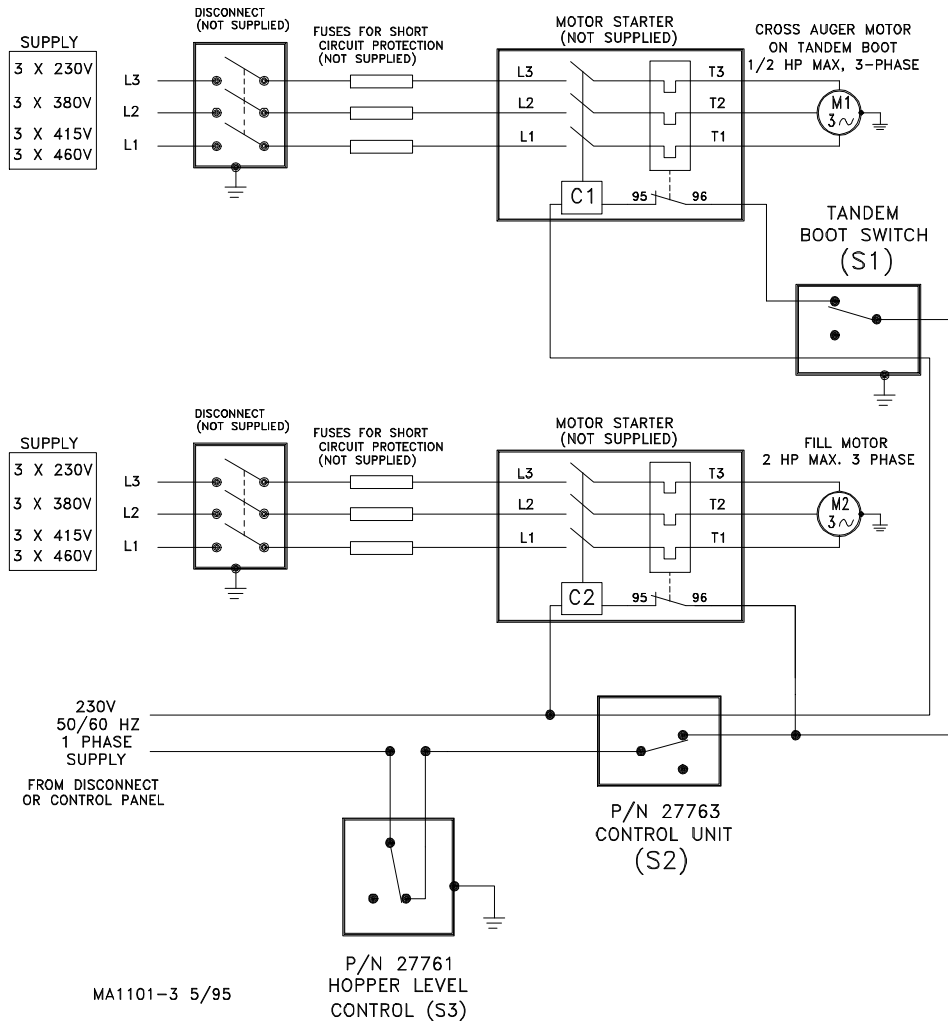 DISCONNECT
(NOT SUPPLIED)
FUSES FOR SHORT
CIRCUIT PROTECTION
(NOT SUPPLIED)
MOTOR STARTER
(NOT SUPPLIED)
CROSS AUGER MOTOR
ON TANDEM BOOT
1/2 HP MAX, 3-PHASE
SUPPLY
3 X 230V
3 X 380V
3 X 415V
3 X 460V
L3
L2
L1
L3
L2
L1
T3
T2
T1
M1
3~
C1
95
96
TANDEM
BOOT SWITCH
(S1)
DISCONNECT
(NOT SUPPLIED)
FUSES FOR SHORT
CIRCUIT PROTECTION
(NOT SUPPLIED)
MOTOR STARTER
(NOT SUPPLIED)
FILL MOTOR
2 HP MAX. 3 PHASE
SUPPLY
3 X 230V
3 X 380V
3 X 415V
3 X 460V
L3
L2
L1
L3
L2
L1
T3
T2
T1
M2
3~
C2
95
96
230V
50/60 HZ
1 PHASE
SUPPLY
FROM DISCONNECT
OR CONTROL PANEL
P/N 27763
CONTROL UNIT
(S2)
P/N 27761
HOPPER LEVEL
CONTROL (S3)
MA1101-3 5/95